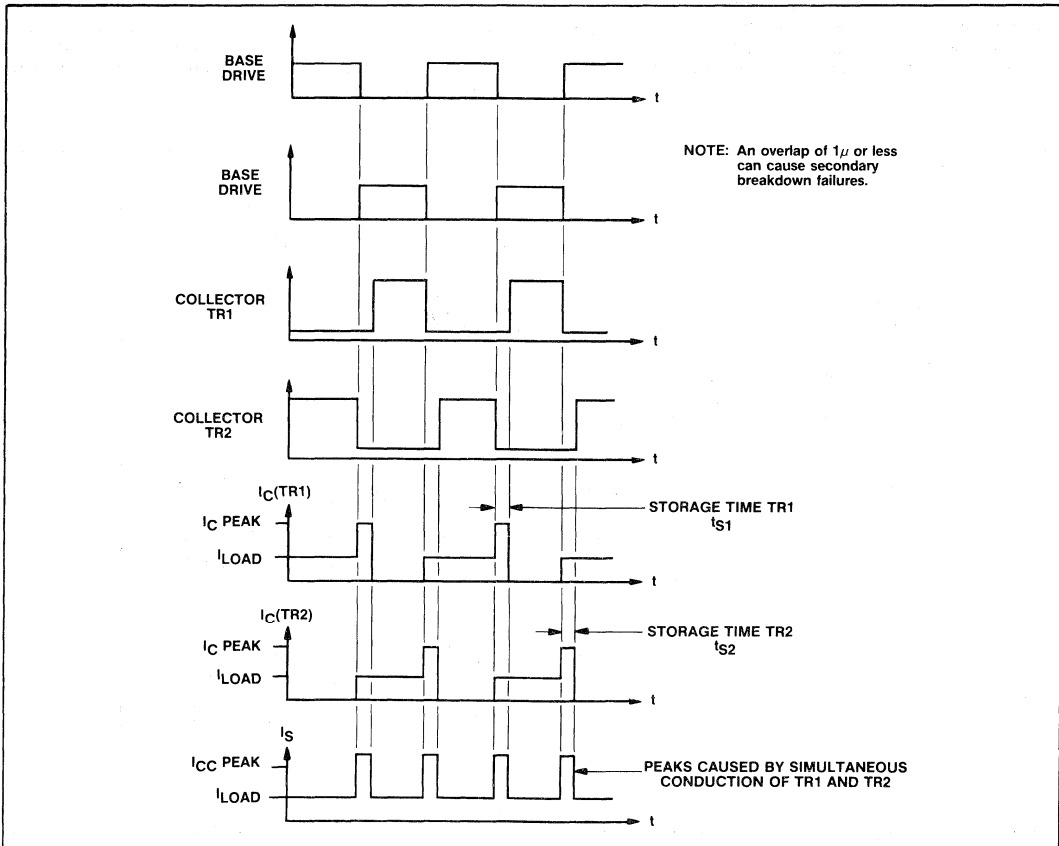 BASE
DRIVE
t
NOTE: An overlap of 1μ or less
can cause secondary
breakdown failures.
BASE
DRIVE
t
COLLECTOR
TR1
t
COLLECTOR
TR2
t
IC(TR1)
IC PEAK
ILOAD
t
STORAGE TIME TR1
tS1
IC(TR2)
IC PEAK
ILOAD
t
STORAGE TIME TR2
tS2
IS
ICC PEAK
ILOAD
t
PEAKS CAUSED BY SIMULTANEOUS
CONDUCTION OF TR1 AND TR2